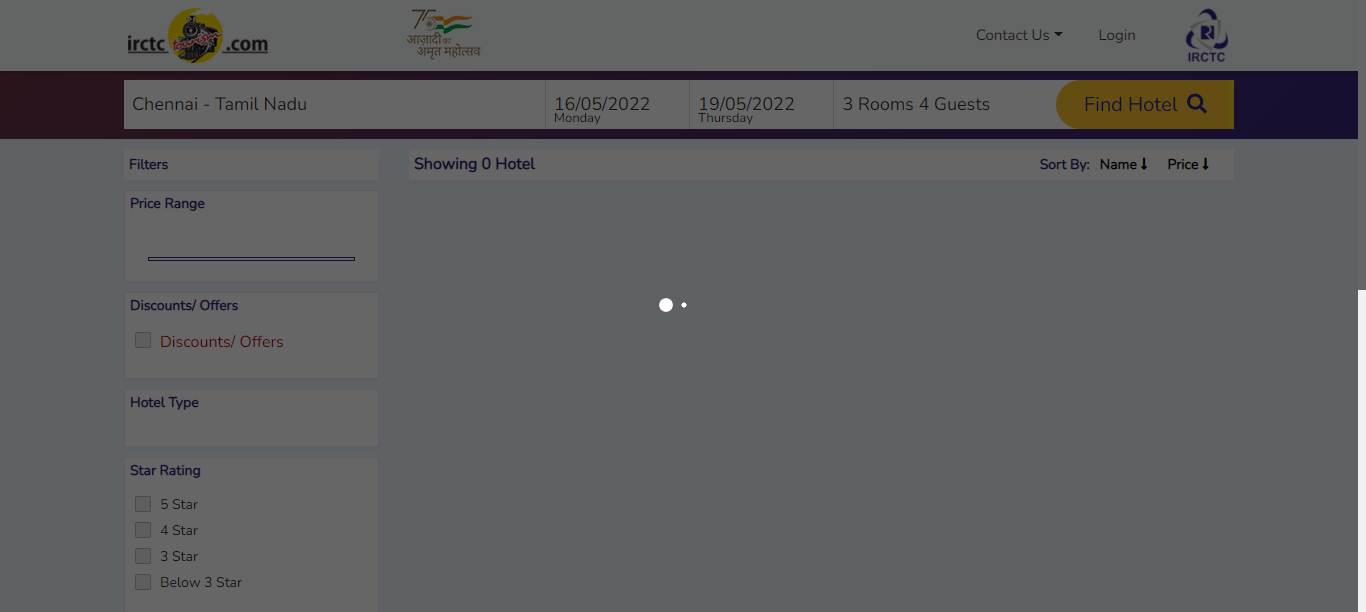 irctc tourism .com
75
आज़ादी का
अमृत महोत्सव
Contact Us
Login
IRCTC
Chennai - Tamil Nadu
16/05/2022
Monday
19/05/2022
Thursday
3 Rooms 4 Guests
Find Hotel
Filters
Showing 0 Hotel
Sort By: Name Price
Price Range
Discounts/ Offers
Discounts/ Offers
Hotel Type
Star Rating
5 Star
4 Star
3 Star
Below 3 Star